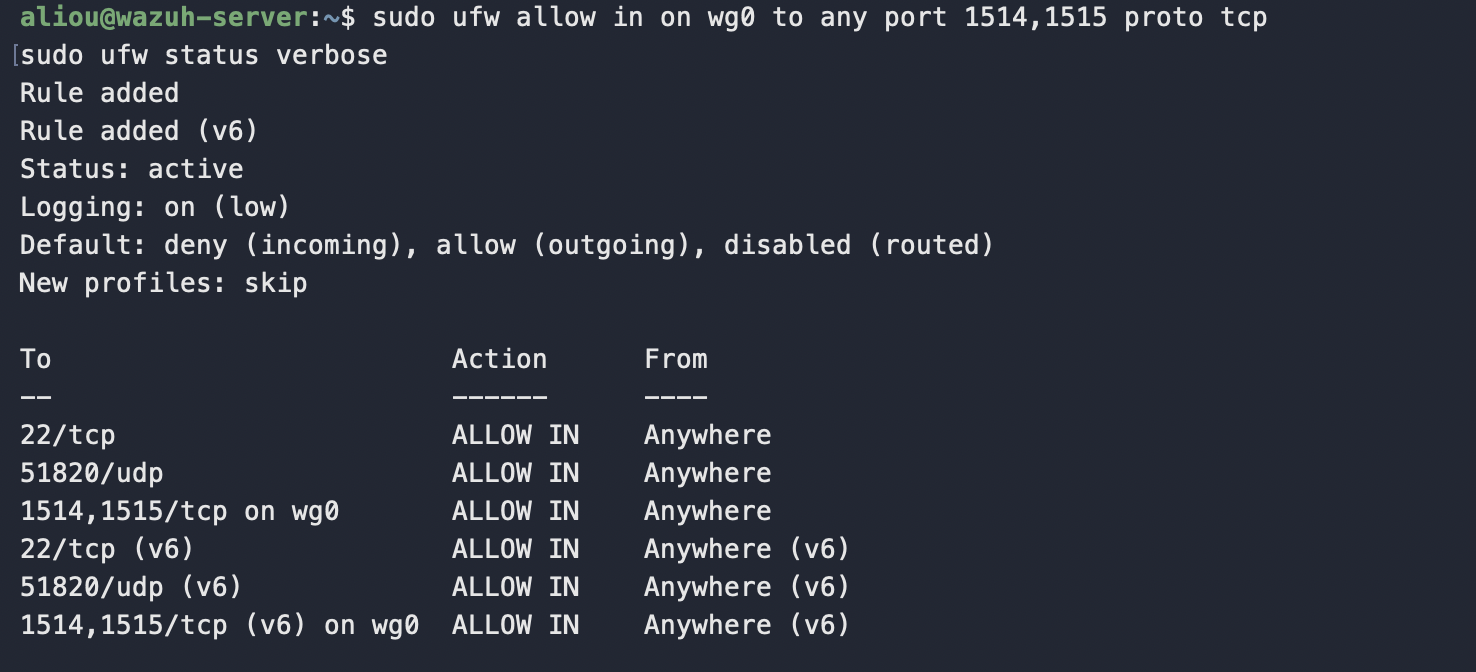 aliou@wazuh-server:~$ sudo ufw allow in on wg0 to any port 1514,1515 proto tcp
[sudo ufw status verbose
Rule added
Rule added (v6)
Status: active
Logging: on (low)
Default: deny (incoming), allow (outgoing), disabled (routed)
New profiles: skip

To                         Action      From
--                         ------      ----
22/tcp                     ALLOW IN    Anywhere
51820/udp                  ALLOW IN    Anywhere
1514,1515/tcp on wg0       ALLOW IN    Anywhere
22/tcp (v6)                ALLOW IN    Anywhere (v6)
51820/udp (v6)             ALLOW IN    Anywhere (v6)
1514,1515/tcp (v6) on wg0  ALLOW IN    Anywhere (v6)